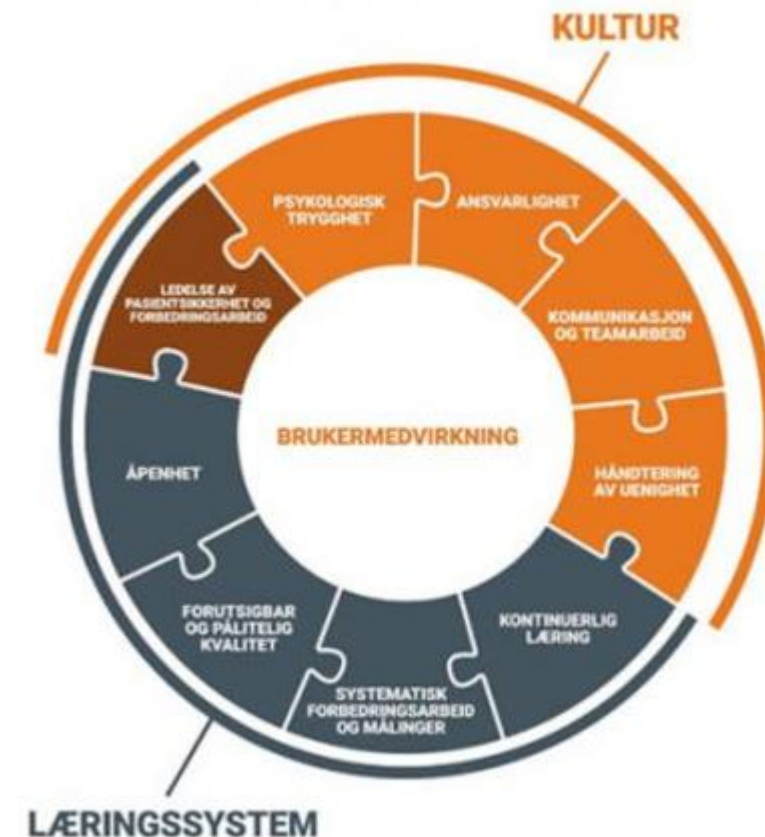 KULTUR
PSYKOLOGISK
TRYGGHET
ANSVARLIGHET
KOMMUNIKASJON
OG TEAMARBEID
HÅNDTERING
AV UENIGHET
KONTINUERLIG
LÆRING
SYSTEMATISK
FORBEDRINGSARBEID
OG MÅLINGER
FORUTSIGBAR
OG PÅLITELIG
KVALITET
ÅPENHET
LEDELSE AV
PASIENTSIKKERHET OG
FORBEDRINGSARBEID
BRUKERMEDVIRKNING
LÆRINGSSYSTEM